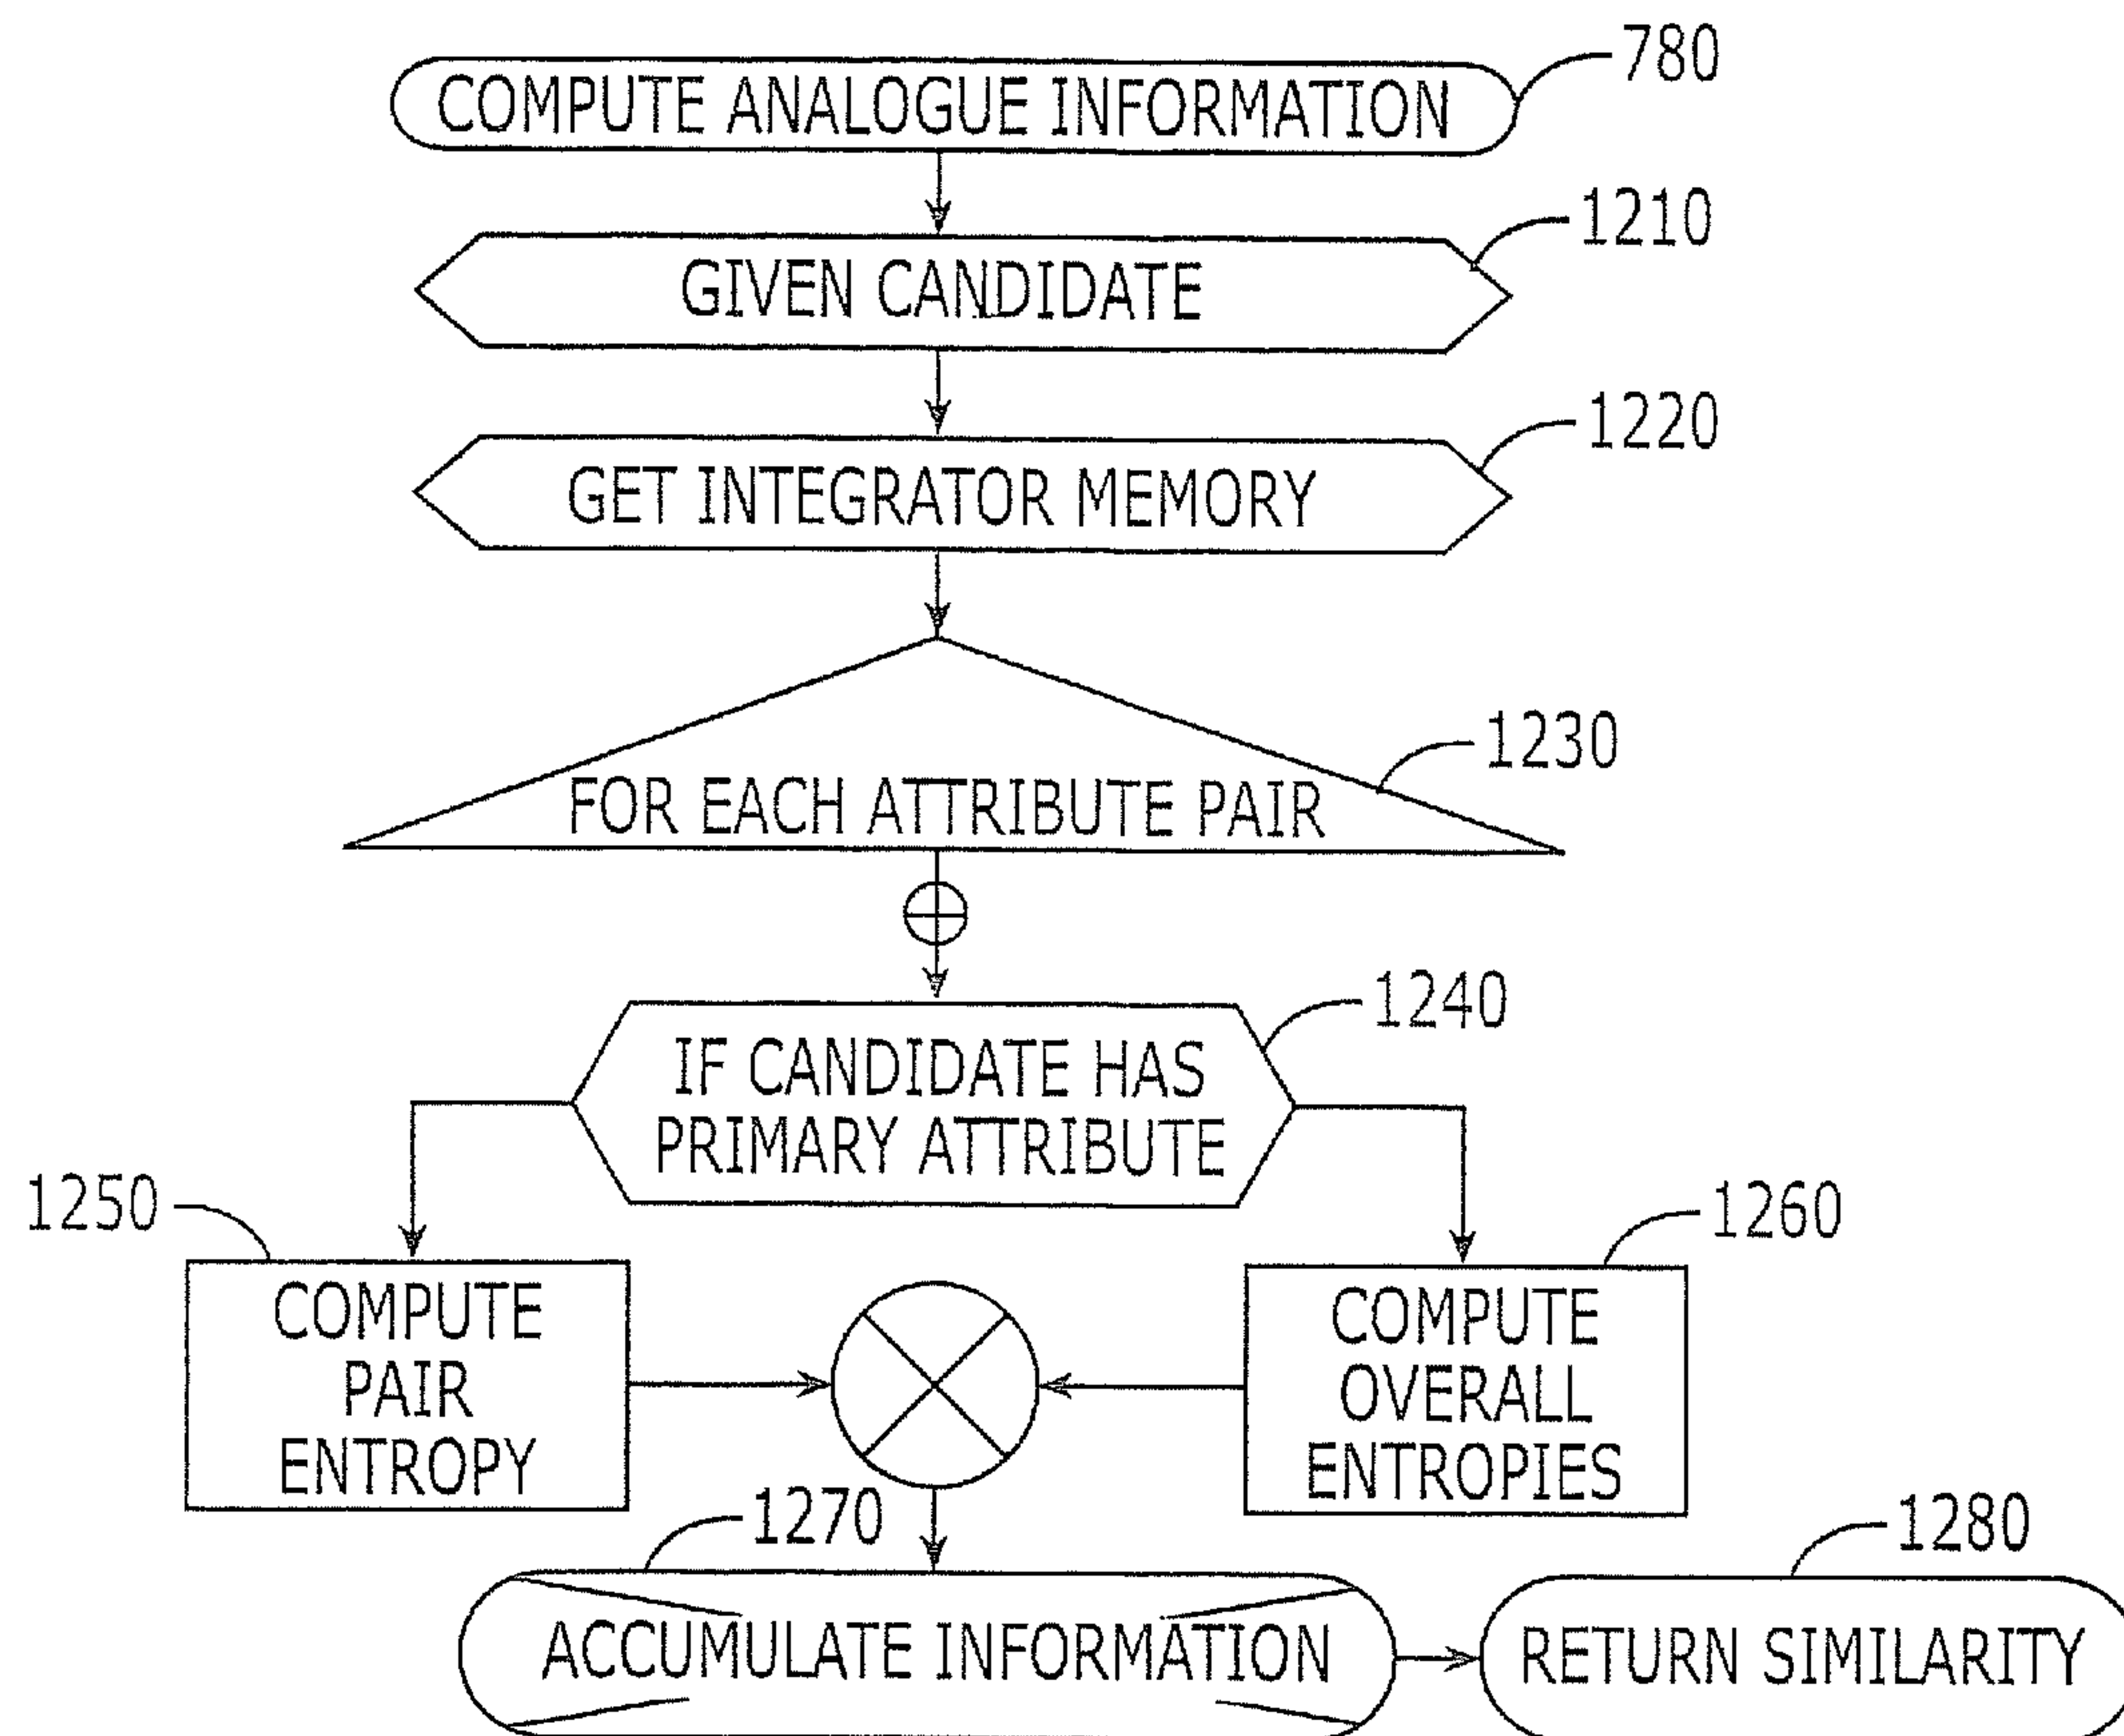 780
COMPUTE ANALOGUE INFORMATION
1210
GIVEN CANDIDATE
1220
GET INTEGRATOR MEMORY
1230
FOR EACH ATTRIBUTE PAIR
1240
IF CANDIDATE HAS
PRIMARY ATTRIBUTE
1250
COMPUTE
PAIR
ENTROPY
1260
COMPUTE
OVERALL
ENTROPIES
1270
ACCUMULATE INFORMATION
1280
RETURN SIMILARITY